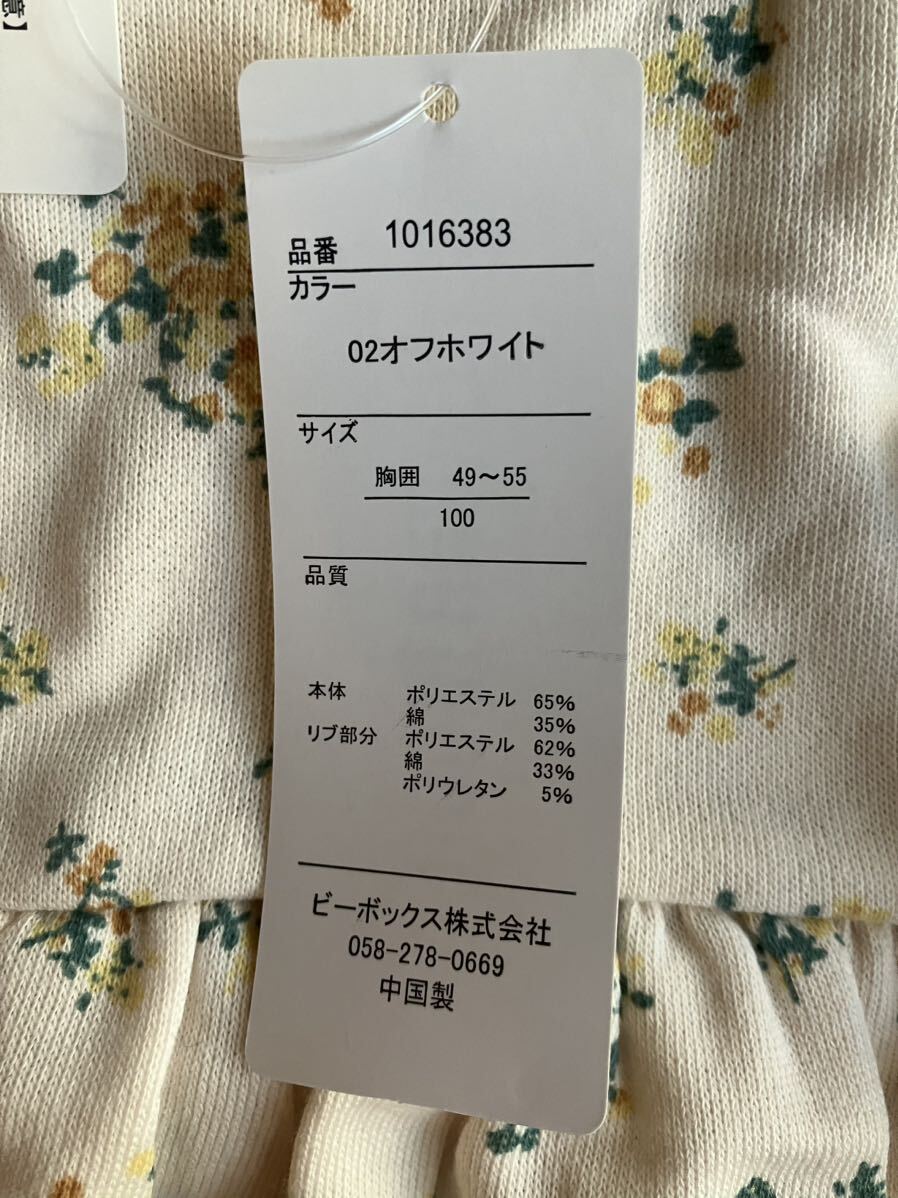 意】
品番 1016383
カラー
02オフホワイト
サイズ
胸囲 49～55
100
品質
本体 ポリエステル 65%
綿 35%
リブ部分 ポリエステル 62%
綿 33%
ポリウレタン 5%
ビーボックス株式会社
058-278-0669
中国製